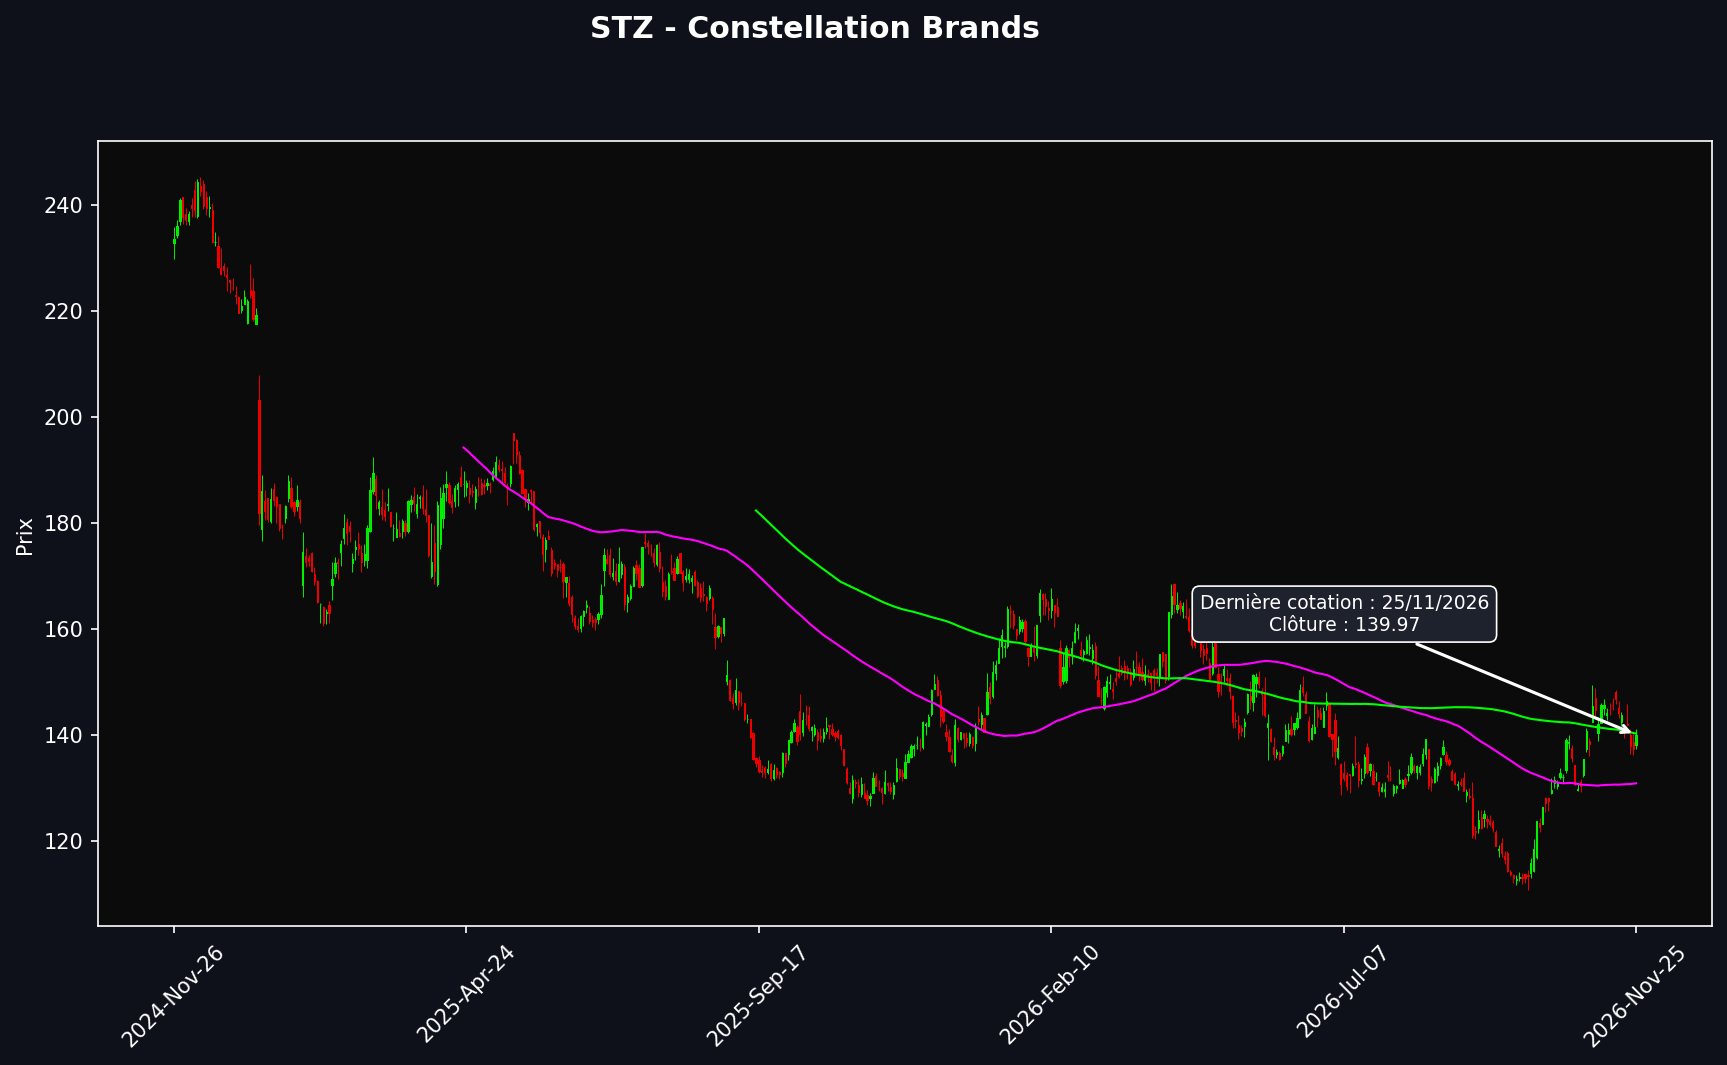 STZ - Constellation Brands
Prix
240
220
200
180
160
140
120
Dernière cotation : 25/11/2026
Clôture : 139.97
2024-Nov-26
2025-Apr-24
2025-Sep-17
2026-Feb-10
2026-Jul-07
2026-Nov-25